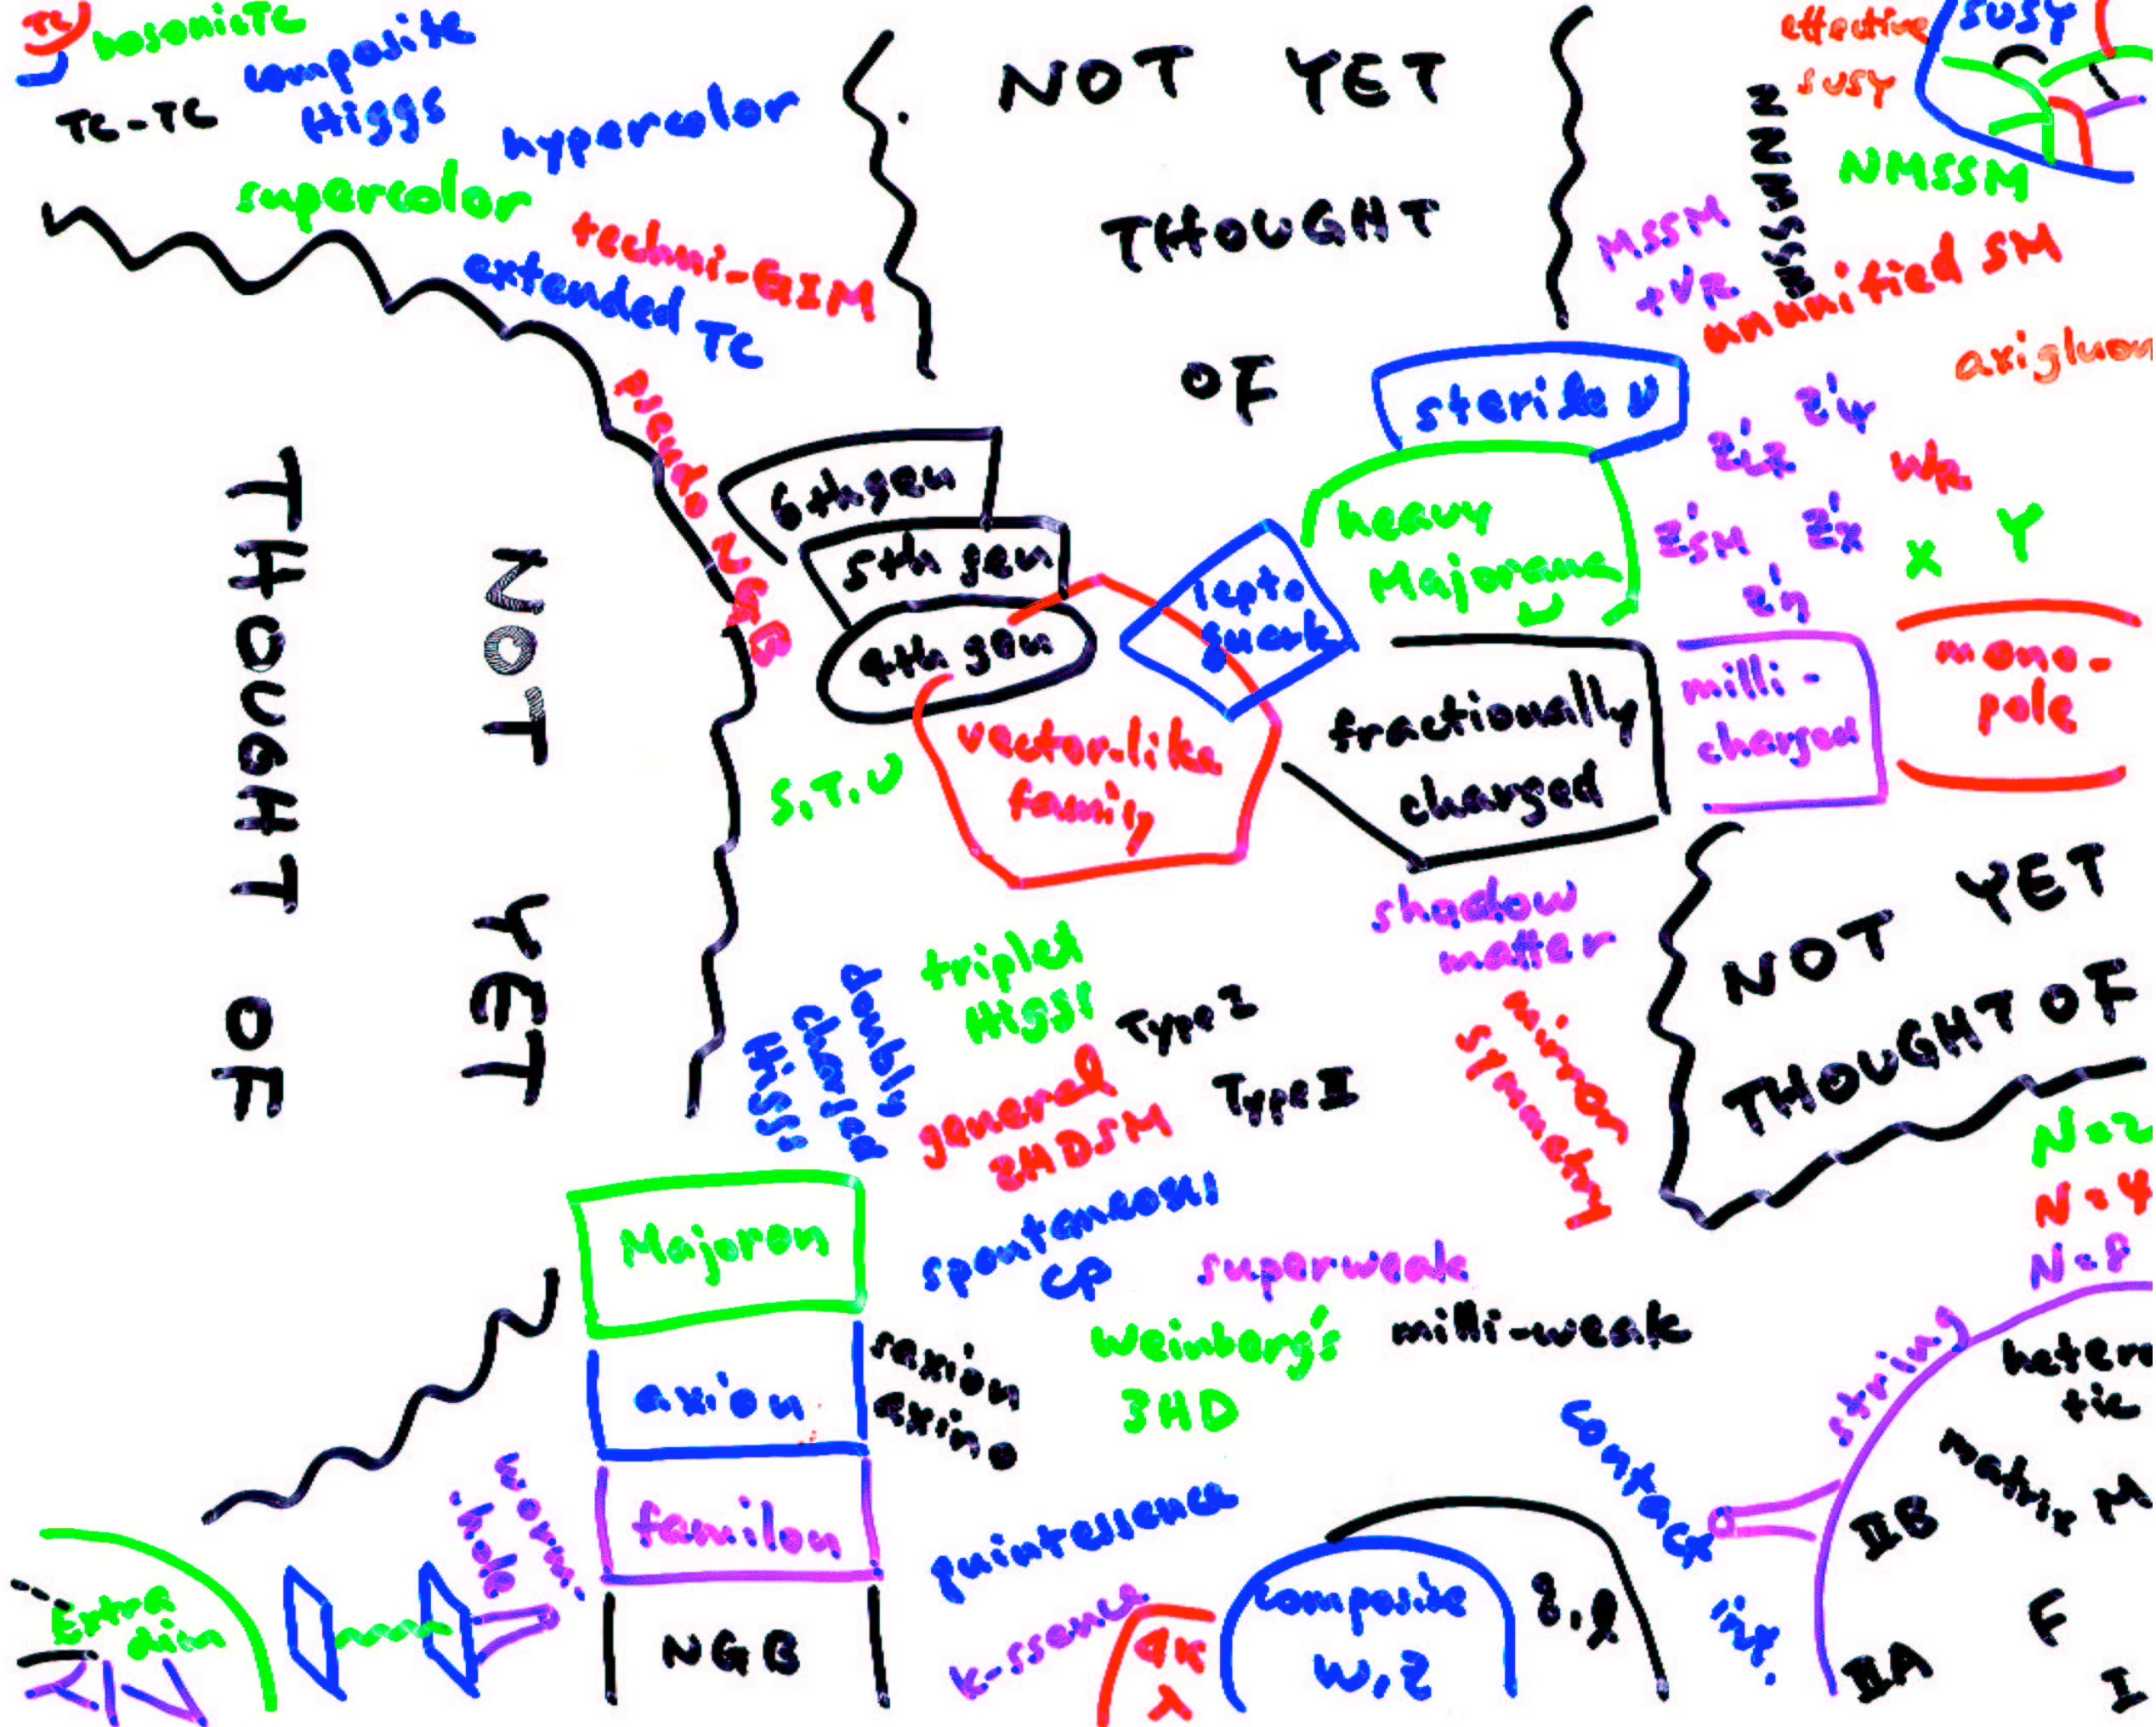 TC
bosonic TC
composite
Higgs
TC-TC
hypercolor
supercolor
techni-GIM
extended
TC
pseudo NGB
NOT YET
THOUGHT
OF
effective
SUSY
SUSY
NMSSM
NNMSSM
MSSM
+νR
ununified SM
axigluon
sterile ν
heavy
Majorana
ν
Z'ψ
Z'LR
WR
Z'SM
Z'χ
Z'η
X
Y
6th gen
5th gen
4th gen
lepto
quark
vector-like
family
fractionally
charged
milli-
charged
mono-
pole
S,T,U
NOT YET
THOUGHT OF
shadow
matter
NOT YET
THOUGHT OF
mirror
symmetry
triplet
Higgs
doubly
charged
Higgs
Type I
Type II
general
2HDSM
spontaneous
CP
superweak
Weinberg's
3HD
milli-weak
Majoron
axion
saxion
axino
familon
NGB
N=2
N=4
N=8
string
hetero
tic
matrix M
IIB
F
IIA
I
compact
quintessence
k-ssence
composite
W,Z
worm
hole
Extra
dim